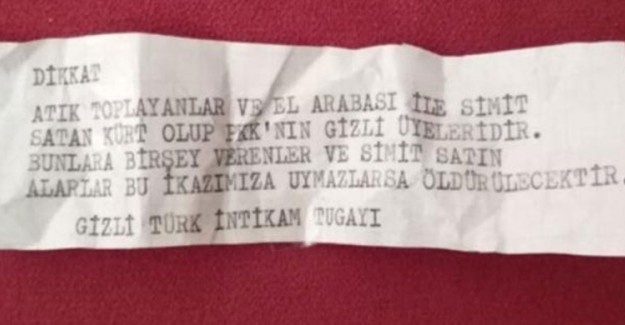 DİKKAT
ATIK TOPLAYANLAR VE EL ARABASI İLE SİMİT
SATAN KÜRT OLUP PKK'NIN GİZLİ ÜYELERİDİR.
BUNLARA BİRŞEY VERENLER VE SİMİT SATIN
ALARLAR BU İKAZIMIZA UYMAZLARSA ÖLDÜRÜLECEKTİR.
GİZLİ TÜRK İNTİKAM TUGAYI